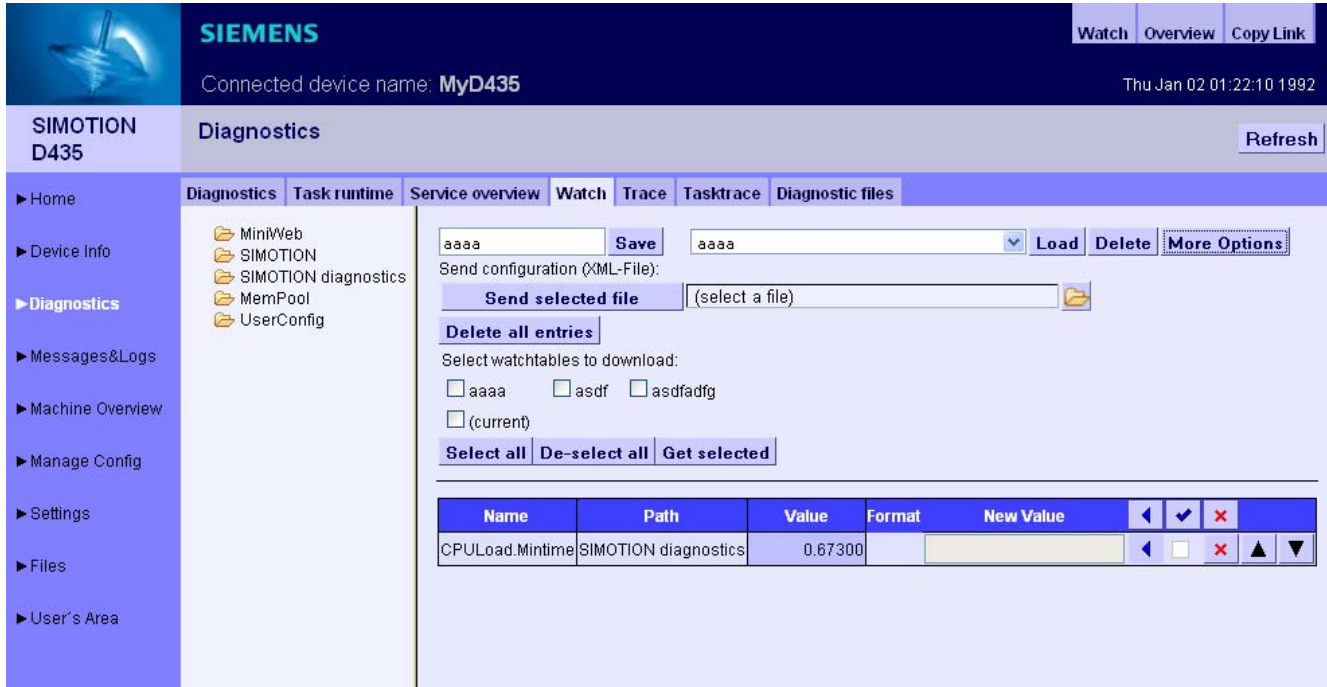 SIEMENS
Watch Overview Copy Link
Connected device name: MyD435
Thu Jan 02 01:22:10 1992
SIMOTION
D435
Diagnostics
Refresh
Home
Device Info
Diagnostics
Messages&Logs
Machine Overview
Manage Config
Settings
Files
User´s Area
Diagnostics Task runtime Service overview Watch Trace Tasktrace Diagnostic files
MiniWeb
SIMOTION
SIMOTION diagnostics
MemPool
UserConfig
aaaa Save aaaa Load Delete More Options
Send configuration (XML-File):
Send selected file (select a file)
Delete all entries
Select watchtables to download:
aaaa asdf asdfadfg
(current)
Select all De-select all Get selected
Name Path Value Format New Value
CPULoad.Mintime SIMOTION diagnostics 0.67300